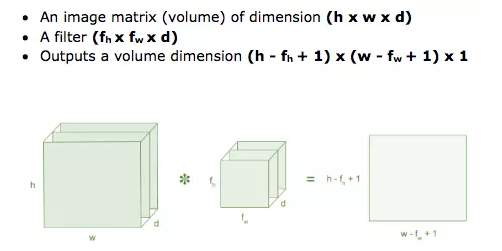 • An image matrix (volume) of dimension (h x w x d)
• A filter (fh x fw x d)
• Outputs a volume dimension (h - fh + 1) x (w - fw + 1) x 1
h
w
d
*
fh
fw
d
=
h - fh + 1
w - fw + 1